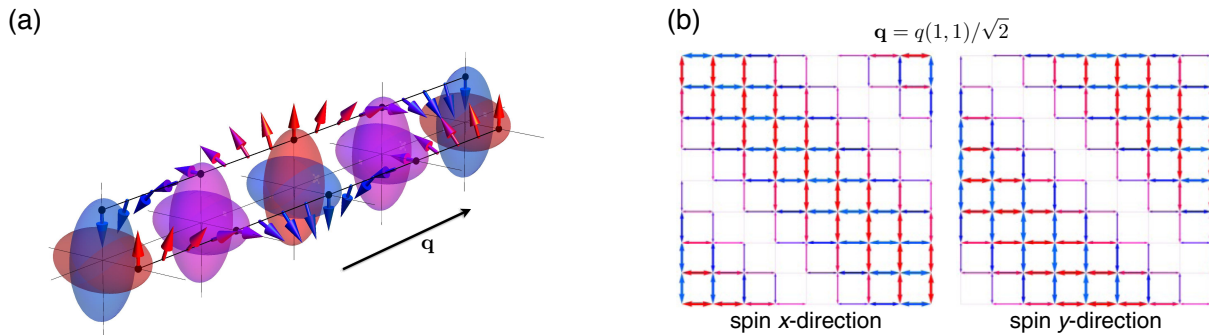 (a)
q
(b)
q = q(1, 1)/√2
spin x-direction
spin y-direction